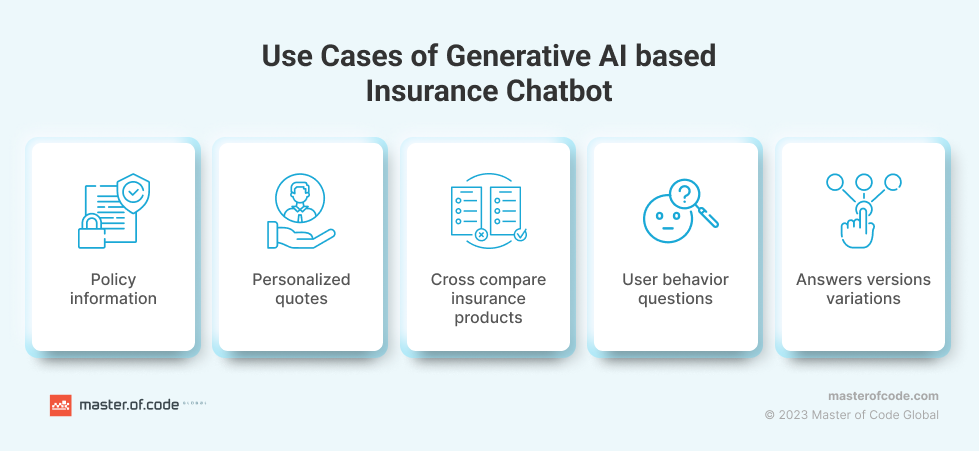 Use Cases of Generative AI based
Insurance Chatbot
Policy
information
Personalized
quotes
Cross compare
insurance
products
User behavior
questions
Answers versions
variations
master.of.code GLOBAL
masterofcode.com
© 2023 Master of Code Global